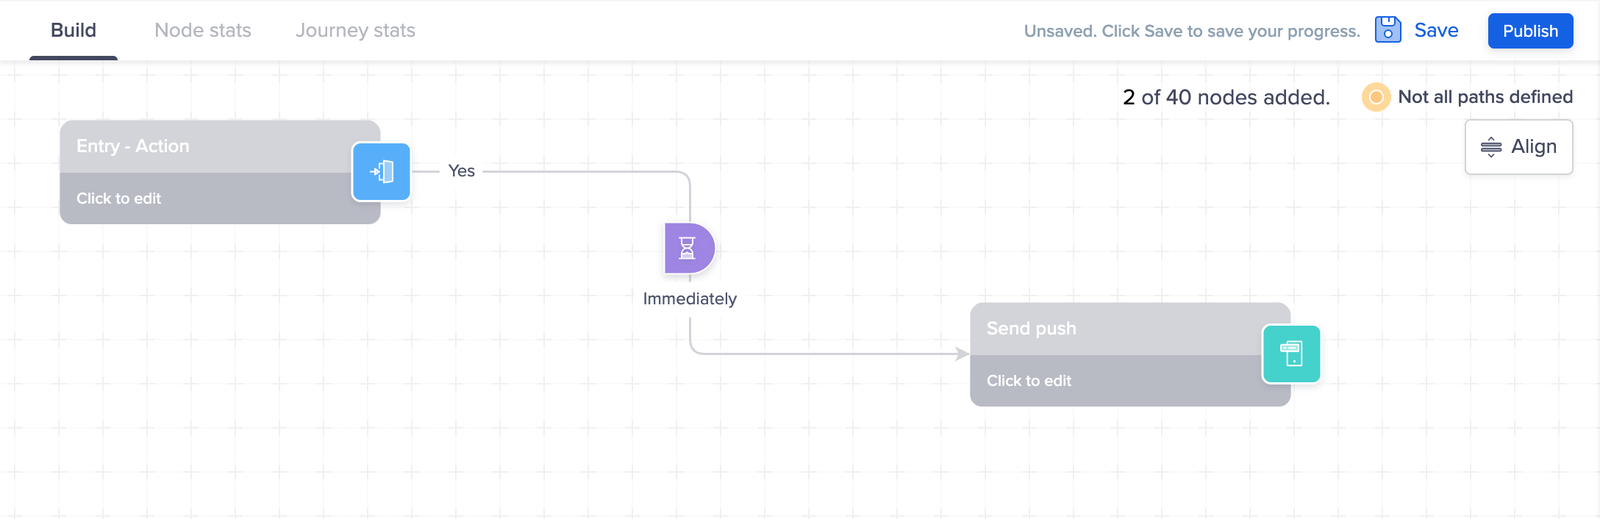 Build
Node stats
Journey stats
Unsaved. Click Save to save your progress.
Save
Publish
2 of 40 nodes added.
Not all paths defined
Align
Entry - Action
Click to edit
Yes
Immediately
Send push
Click to edit